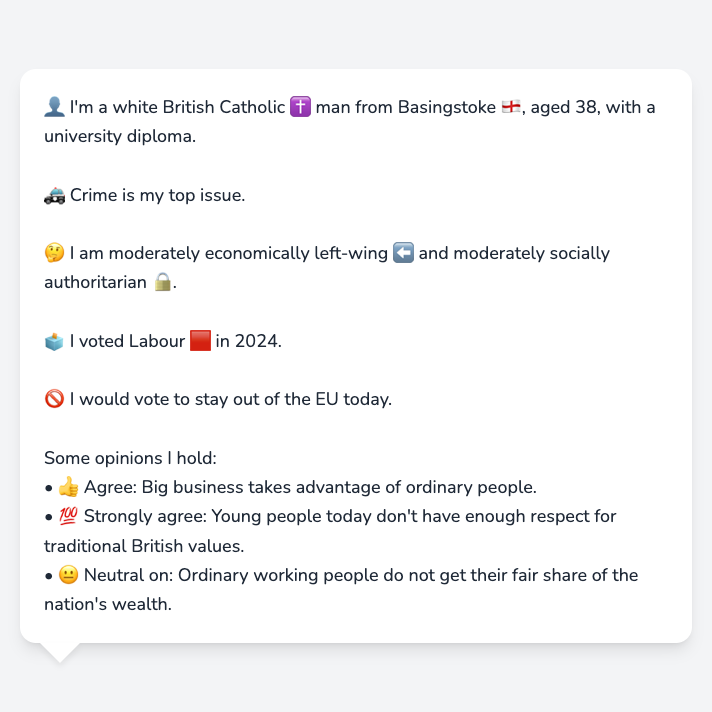 👤 I'm a white British Catholic ✝️ man from Basingstoke 🏴󠁧󠁢󠁥󠁮󠁧󠁿, aged 38, with a
university diploma.
🚓 Crime is my top issue.
🤔 I am moderately economically left-wing ⬅️ and moderately socially
authoritarian 🔒.
🗳️ I voted Labour 🟥 in 2024.
🚫 I would vote to stay out of the EU today.
Some opinions I hold:
• 👍 Agree: Big business takes advantage of ordinary people.
• 💯 Strongly agree: Young people today don't have enough respect for
traditional British values.
• 😐 Neutral on: Ordinary working people do not get their fair share of the
nation's wealth.